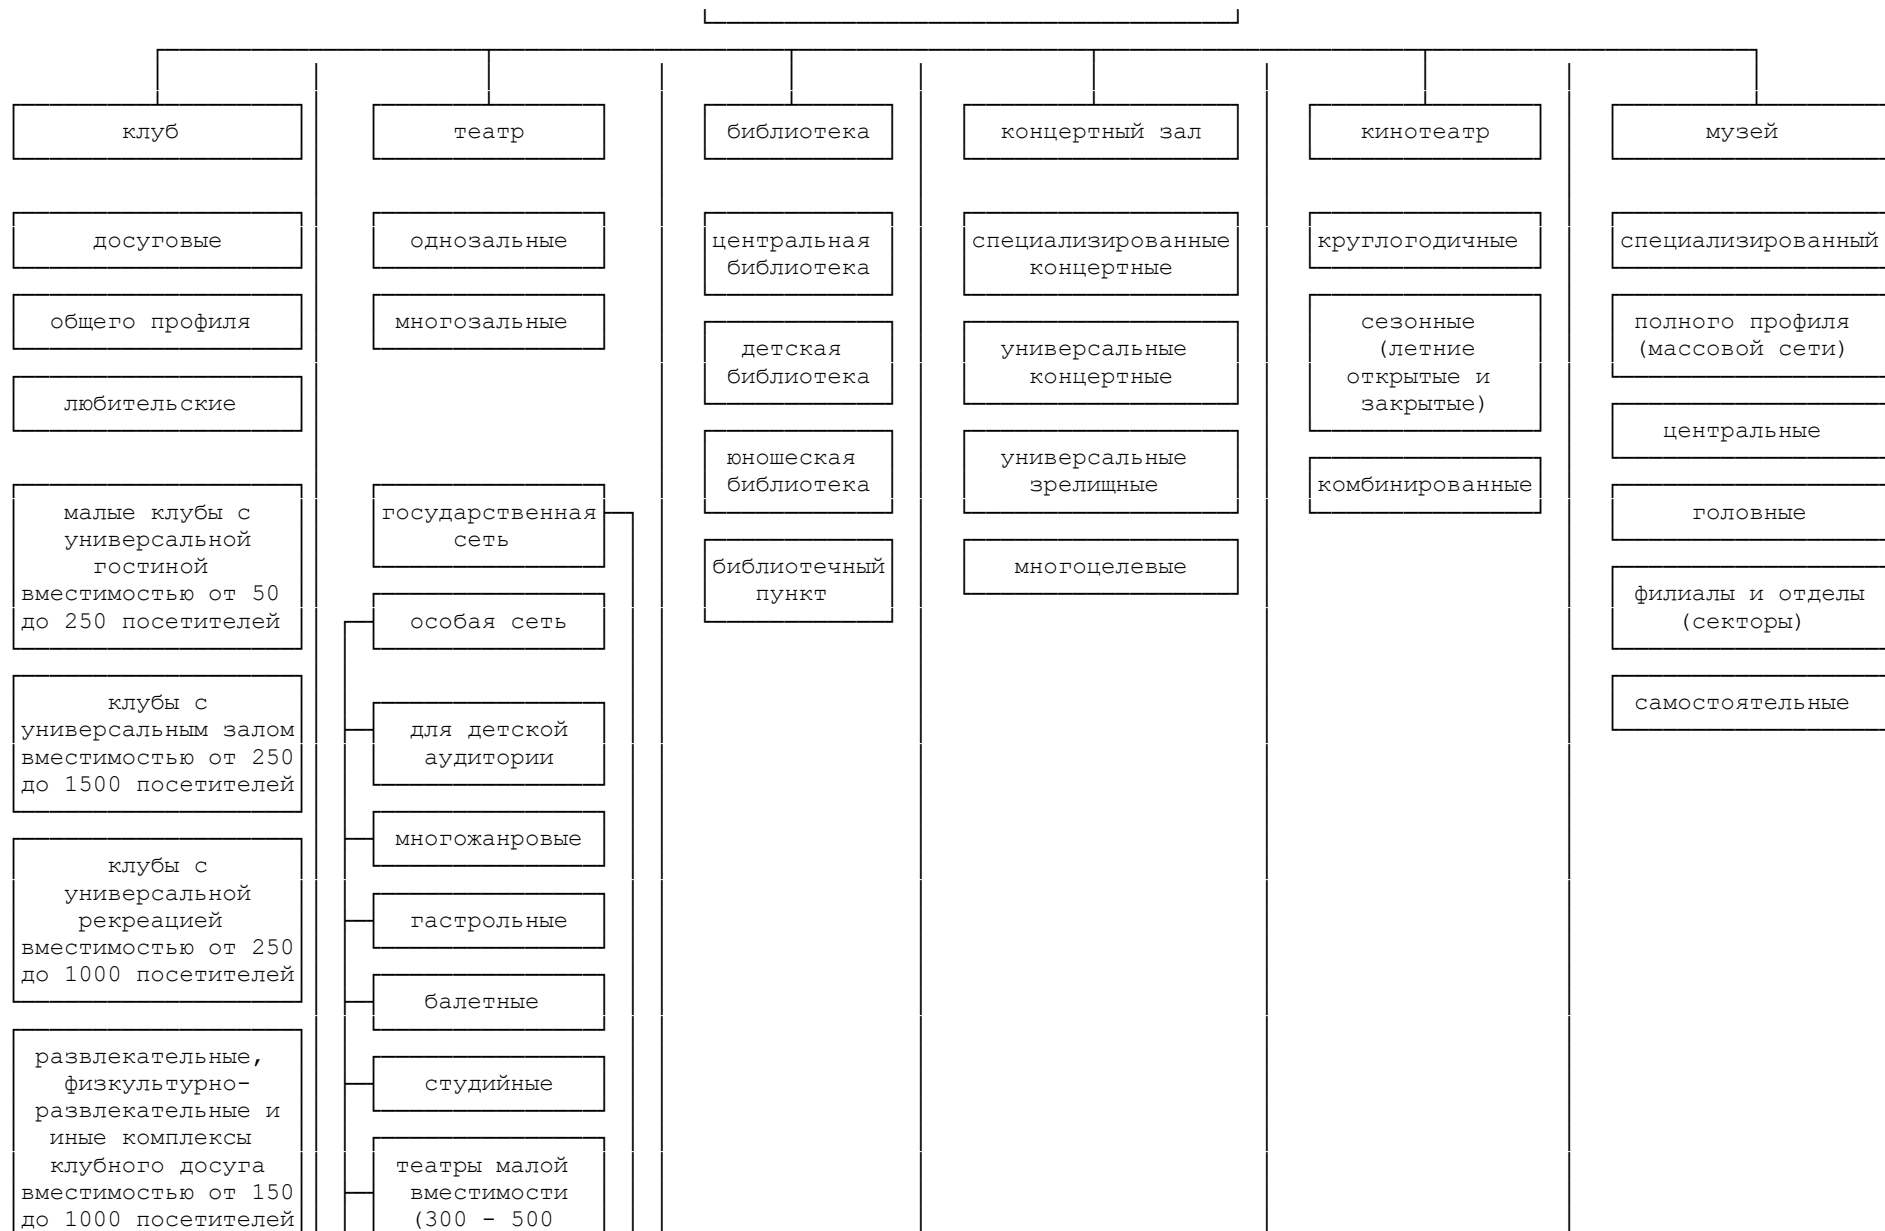 клуб
досуговые
общего профиля
любительские
малые клубы с
универсальной
гостиной
вместимостью от 50
до 250 посетителей
клубы с
универсальным залом
вместимостью от 250
до 1500 посетителей
клубы с
универсальной
рекреацией
вместимостью от 250
до 1000 посетителей
развлекательные,
физкультурно-
развлекательные и
иные комплексы
клубного досуга
вместимостью от 150
до 1000 посетителей
театр
однозальные
многозальные
государственная
сеть
особая сеть
для детской
аудитории
многожанровые
гастрольные
балетные
студийные
театры малой
вместимости
(300 - 500
библиотека
центральная
библиотека
детская
библиотека
юношеская
библиотека
библиотечный
пункт
концертный зал
специализированные
концертные
универсальные
концертные
универсальные
зрелищные
многоцелевые
кинотеатр
круглогодичные
сезонные
(летние
открытые и
закрытые)
комбинированные
музей
специализированный
полного профиля
(массовой сети)
центральные
головные
филиалы и отделы
(секторы)
самостоятельные